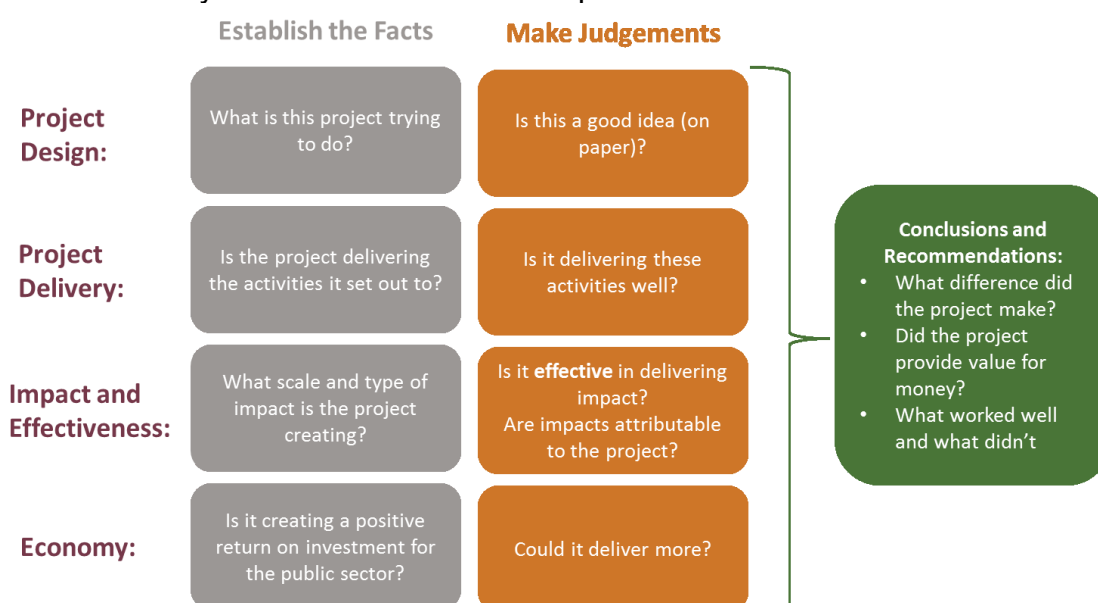 Establish the Facts
Make Judgements
Project
Design:
What is this project trying
to do?
Is this a good idea (on
paper)?
Project
Delivery:
Is the project delivering
the activities it set out to?
Is it delivering these
activities well?
Impact and
Effectiveness:
What scale and type of
impact is the project
creating?
Is it effective in delivering
impact?
Are impacts attributable
to the project?
Economy:
Is it creating a positive
return on investment for
the public sector?
Could it deliver more?
Conclusions and
Recommendations:
• What difference did
the project make?
• Did the project
provide value for
money?
• What worked well
and what didn't